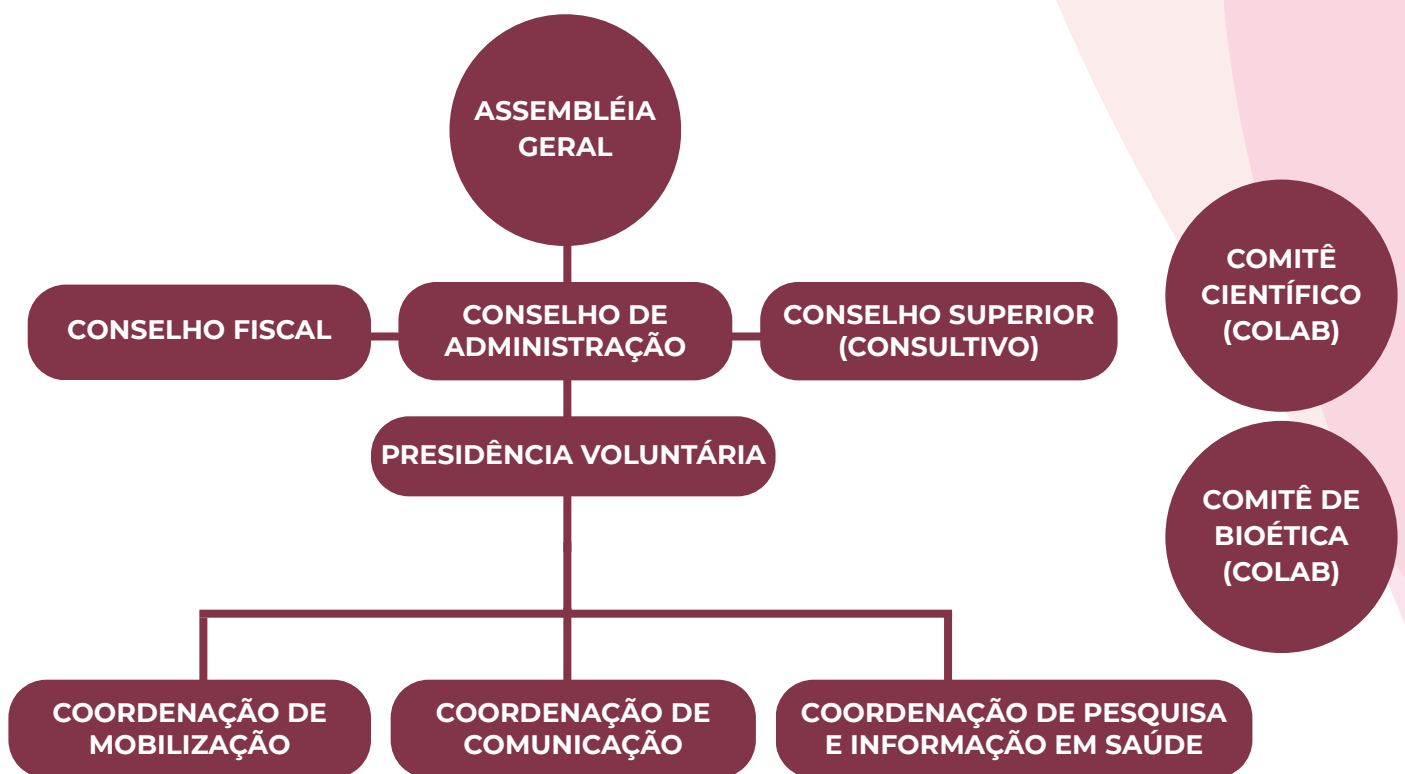 ASSEMBLÉIA
GERAL
CONSELHO FISCAL
CONSELHO DE
ADMINISTRAÇÃO
CONSELHO SUPERIOR
(CONSULTIVO)
PRESIDÊNCIA VOLUNTÁRIA
COORDENAÇÃO DE
MOBILIZAÇÃO
COORDENAÇÃO DE
COMUNICAÇÃO
COORDENAÇÃO DE PESQUISA
E INFORMAÇÃO EM SAÚDE
COMITÊ
CIENTÍFICO
(COLAB)
COMITÊ DE
BIOÉTICA
(COLAB)